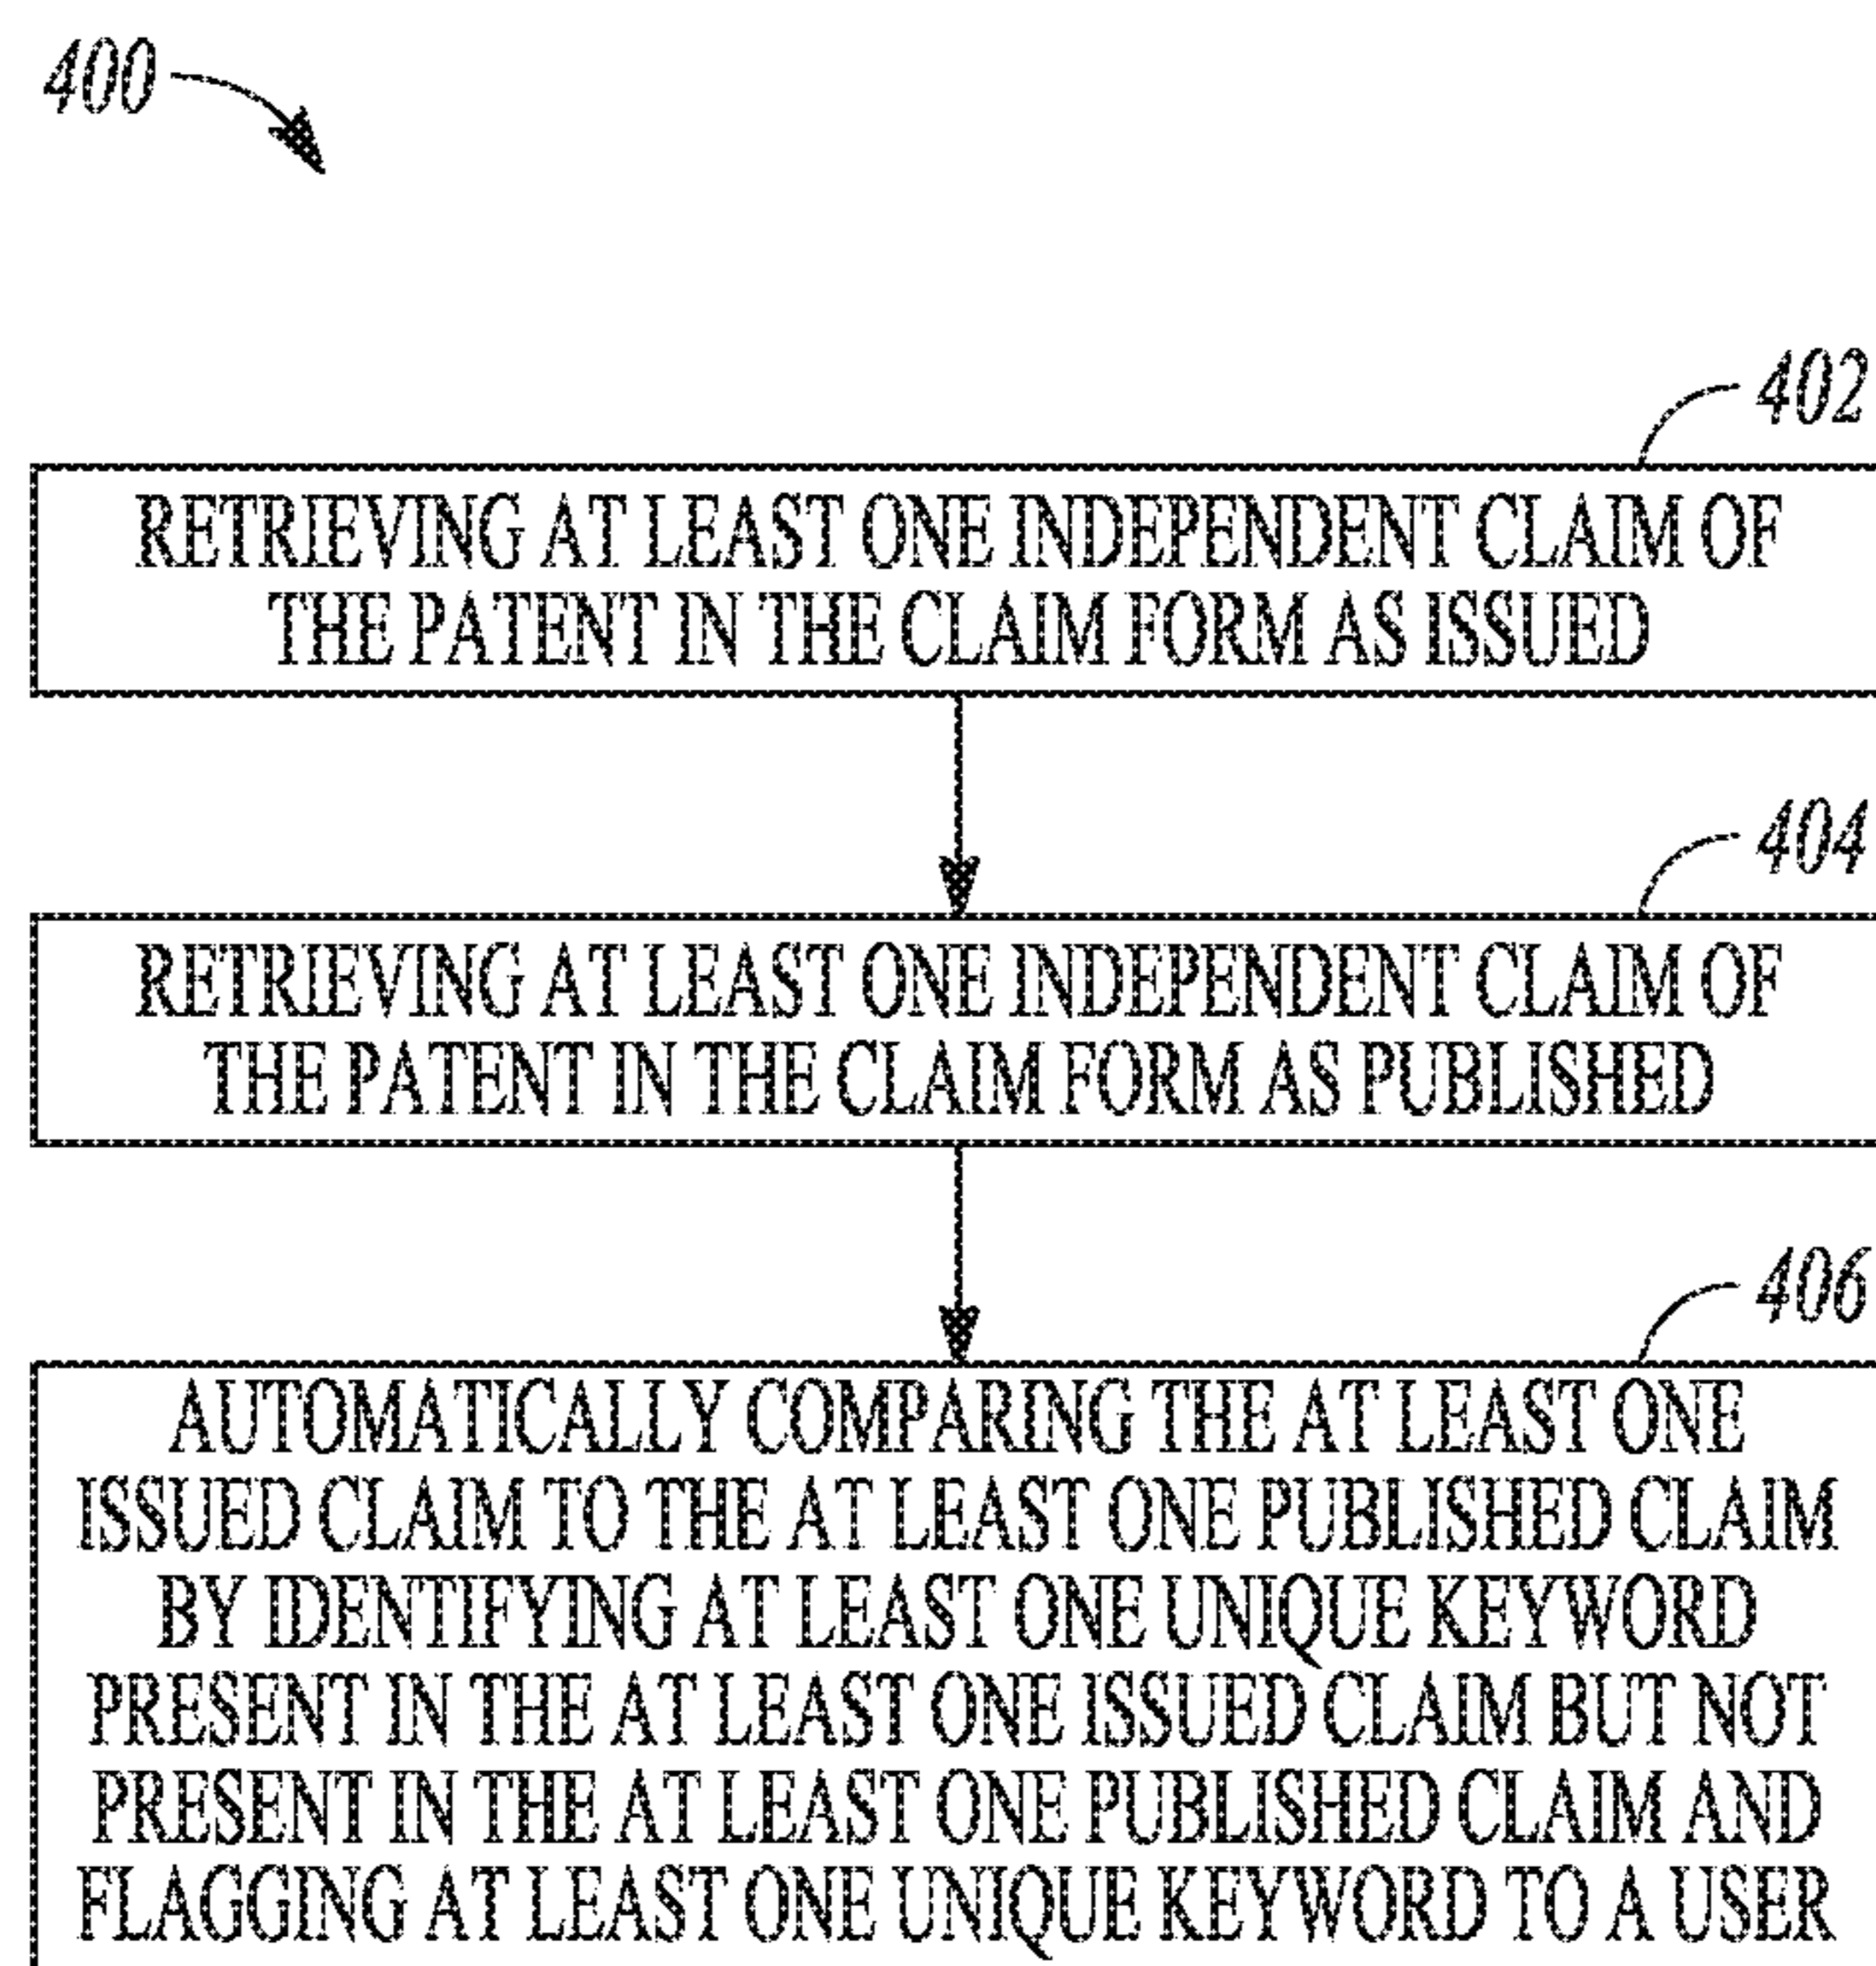 400
402
RETRIEVING AT LEAST ONE INDEPENDENT CLAIM OF
THE PATENT IN THE CLAIM FORM AS ISSUED
404
RETRIEVING AT LEAST ONE INDEPENDENT CLAIM OF
THE PATENT IN THE CLAIM FORM AS PUBLISHED
406
AUTOMATICALLY COMPARING THE AT LEAST ONE
ISSUED CLAIM TO THE AT LEAST ONE PUBLISHED CLAIM
BY IDENTIFYING AT LEAST ONE UNIQUE KEYWORD
PRESENT IN THE AT LEAST ONE ISSUED CLAIM BUT NOT
PRESENT IN THE AT LEAST ONE PUBLISHED CLAIM AND
FLAGGING AT LEAST ONE UNIQUE KEYWORD TO A USER